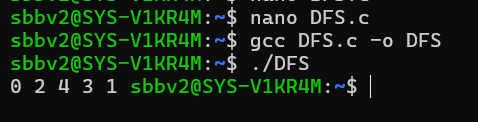 sbbv2@SYS-V1KR4M:~$ nano DFS.c
sbbv2@SYS-V1KR4M:~$ gcc DFS.c -o DFS
sbbv2@SYS-V1KR4M:~$ ./DFS
0 2 4 3 1 sbbv2@SYS-V1KR4M:~$